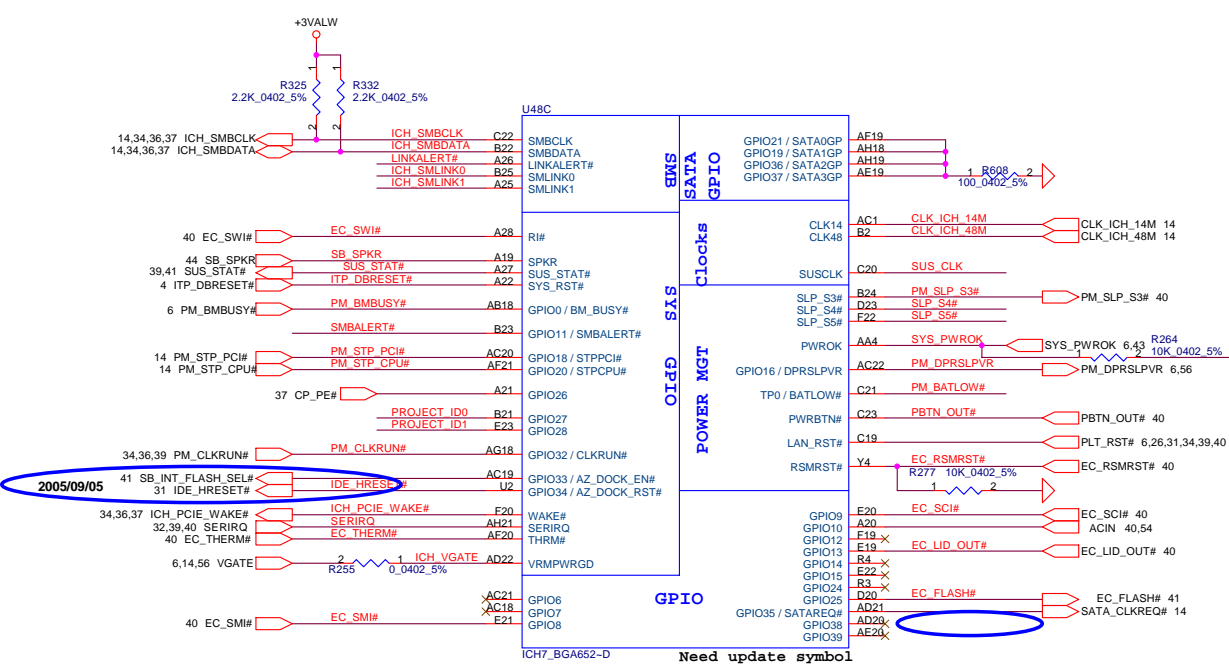 +3VALW
R325
2.2K_0402_5%
R332
2.2K_0402_5%
1
2
1
2
U48C
14,34,36,37 ICH_SMBCLK ICH_SMBCLK C22 SMBCLK
14,34,36,37 ICH_SMBDATA ICH_SMBDATA B22 SMBDATA
LINKALERT# A26 LINKALERT#
ICH_SMLINK0 B25 SMLINK0
ICH_SMLINK1 A25 SMLINK1
SMB
SATA
GPIO
GPIO21 / SATA0GP AF19
GPIO19 / SATA1GP AH18
GPIO36 / SATA2GP AH19
GPIO37 / SATA3GP AE19
1 R608 2
100_0402_5%
40 EC_SWI# EC_SWI# A28 RI#
44 SB_SPKR SB_SPKR A19 SPKR
39,41 SUS_STAT# SUS_STAT# A27 SUS_STAT#
4 ITP_DBRESET# ITP_DBRESET# A22 SYS_RST#
6 PM_BMBUSY# PM_BMBUSY# AB18 GPIO0 / BM_BUSY#
SMBALERT# B23 GPIO11 / SMBALERT#
14 PM_STP_PCI# PM_STP_PCI# AC20 GPIO18 / STPPCI#
14 PM_STP_CPU# PM_STP_CPU# AF21 GPIO20 / STPCPU#
37 CP_PE# A21 GPIO26
PROJECT_ID0 B21 GPIO27
PROJECT_ID1 E23 GPIO28
34,36,39 PM_CLKRUN# PM_CLKRUN# AG18 GPIO32 / CLKRUN#
2005/09/05
41 SB_INT_FLASH_SEL# AC19 GPIO33 / AZ_DOCK_EN#
31 IDE_HRESET# IDE_HRESET# U2 GPIO34 / AZ_DOCK_RST#
34,36,37 ICH_PCIE_WAKE# ICH_PCIE_WAKE# F20 WAKE#
32,39,40 SERIRQ SERIRQ AH21 SERIRQ
40 EC_THERM# EC_THERM# AF20 THRM#
6,14,56 VGATE 2 1 ICH_VGATE AD22 VRMPWRGD
R255 0_0402_5%
AC21 GPIO6
AC18 GPIO7
40 EC_SMI# EC_SMI# E21 GPIO8
SYS
GPIO
Clocks
POWER MGT
GPIO
CLK14 AC1 CLK_ICH_14M CLK_ICH_14M 14
CLK48 B2 CLK_ICH_48M CLK_ICH_48M 14
SUSCLK C20 SUS_CLK
SLP_S3# B24 PM_SLP_S3# PM_SLP_S3# 40
SLP_S4# D23 SLP_S4#
SLP_S5# F22 SLP_S5#
PWROK AA4 SYS_PWROK SYS_PWROK 6,43
R264
1 2 10K_0402_5%
GPIO16 / DPRSLPVR AC22 PM_DPRSLPVR PM_DPRSLPVR 6,56
TP0 / BATLOW# C21 PM_BATLOW#
PWRBTN# C23 PBTN_OUT# PBTN_OUT# 40
LAN_RST# C19 PLT_RST# 6,26,31,34,39,40
RSMRST# Y4 EC_RSMRST# EC_RSMRST# 40
R277 10K_0402_5%
1 2
GPIO9 E20 EC_SCI# EC_SCI# 40
GPIO10 A20 ACIN 40,54
GPIO12 F19
GPIO13 E19 EC_LID_OUT# EC_LID_OUT# 40
GPIO14 R4
GPIO15 E22
GPIO24 R3
GPIO25 D20 EC_FLASH# EC_FLASH# 41
GPIO35 / SATAREQ# AD21 SATA_CLKREQ# 14
GPIO38 AD20
GPIO39 AE20
ICH7_BGA652~D
Need update symbol